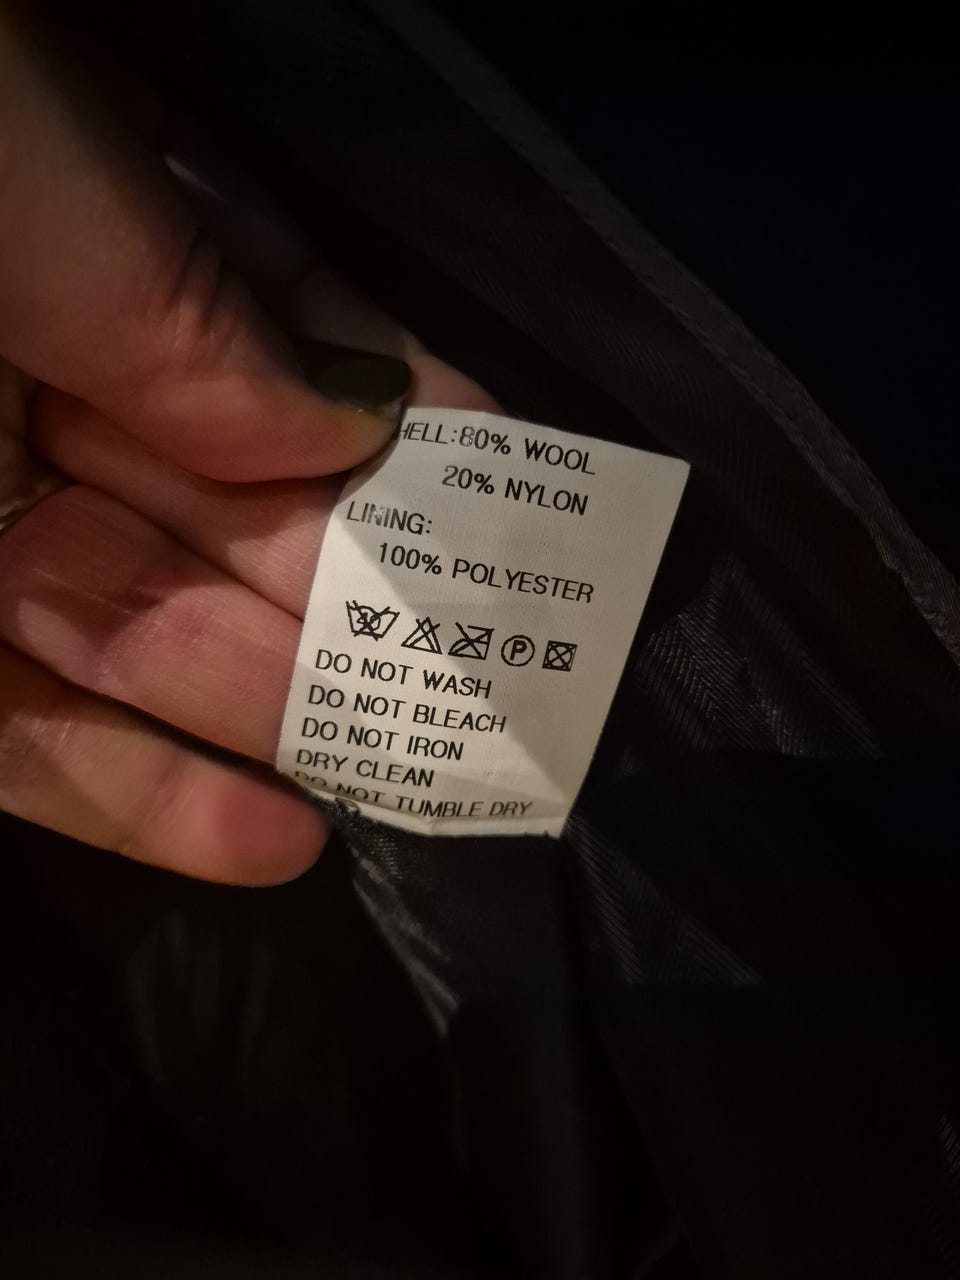 HELL:80% WOOL
20% NYLON
LINING:
100% POLYESTER
40
P
DO NOT WASH
DO NOT BLEACH
DO NOT IRON
DRY CLEAN
DO NOT TUMBLE DRY